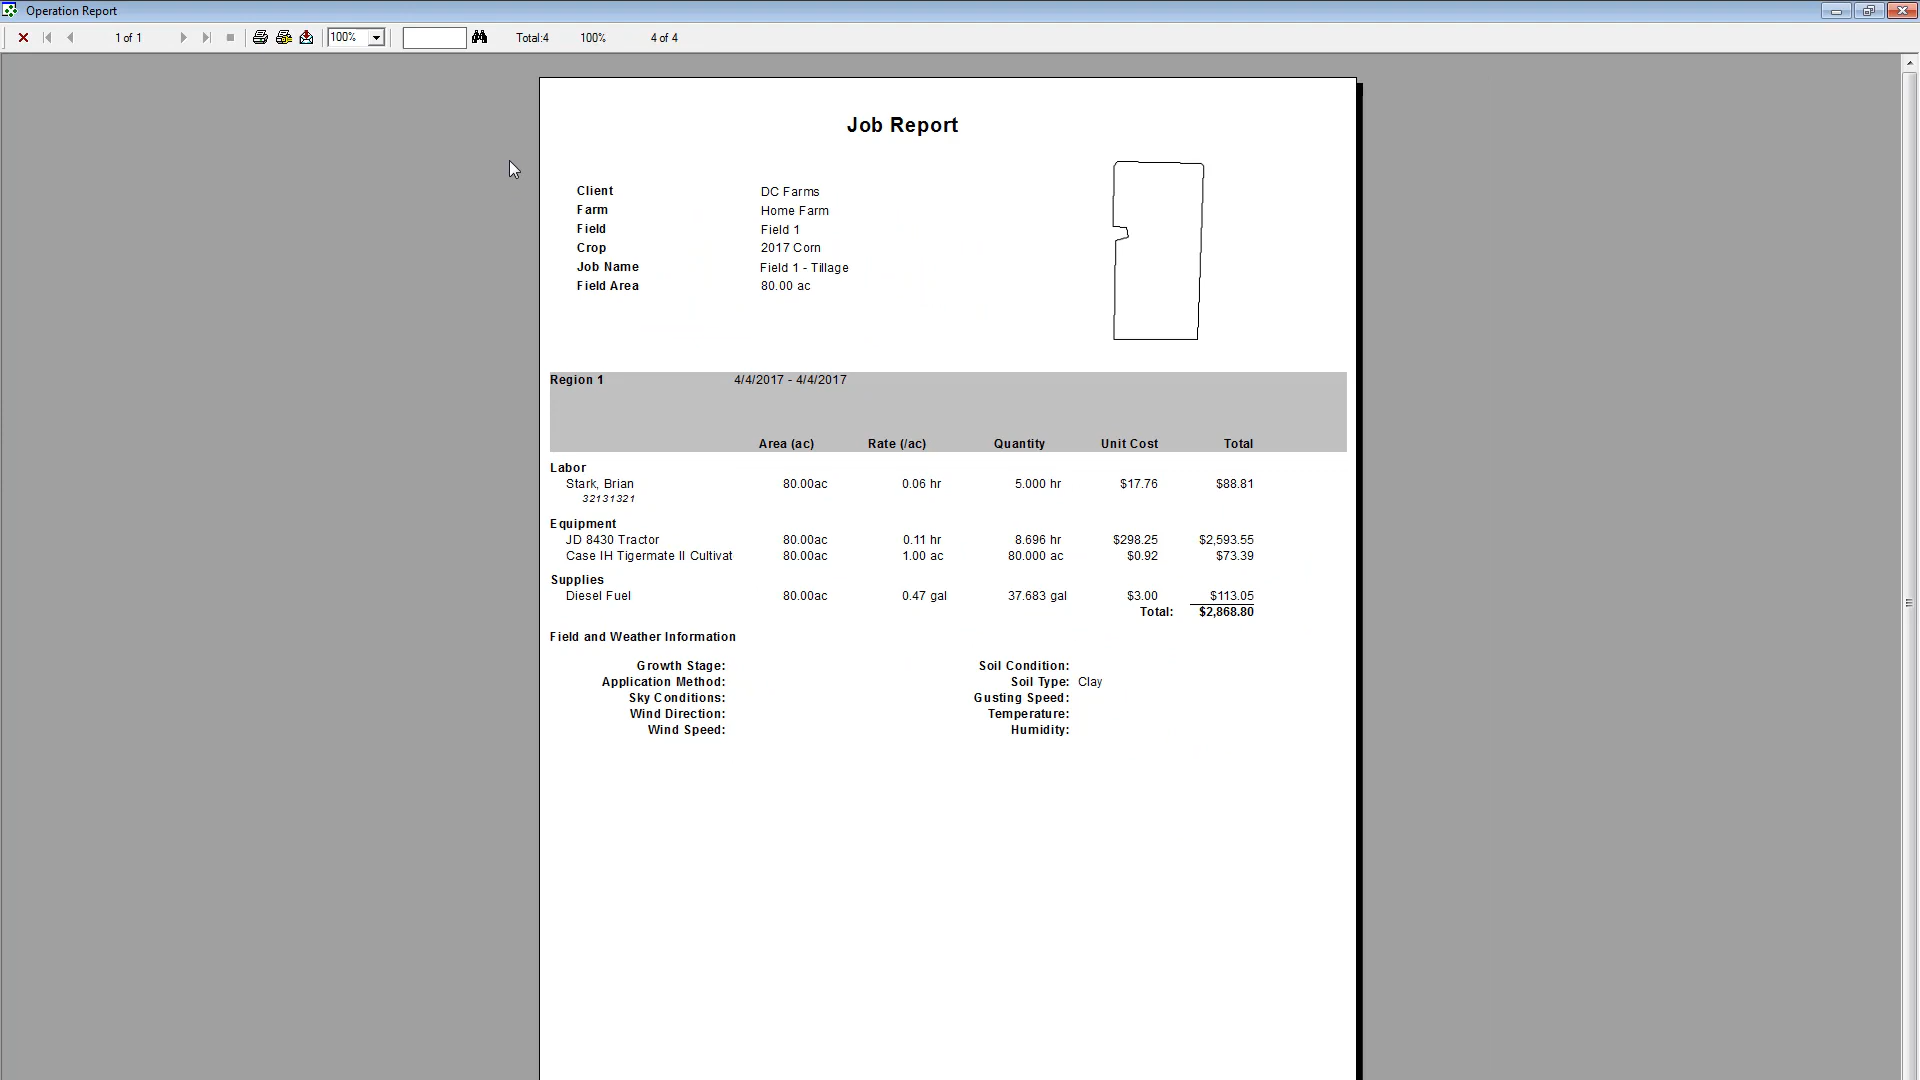 Operation Report
1 of 1 100% Total:4 100% 4 of 4
Job Report
Client DC Farms
Farm Home Farm
Field Field 1
Crop 2017 Corn
Job Name Field 1 - Tillage
Field Area 80.00 ac
Region 1 4/4/2017 - 4/4/2017
Area (ac) Rate (/ac) Quantity Unit Cost Total
Labor
Stark, Brian 80.00ac 0.06 hr 5.000 hr $17.76 $88.81
32131321
Equipment
JD 8430 Tractor 80.00ac 0.11 hr 8.696 hr $298.25 $2,593.55
Case IH Tigermate II Cultivat 80.00ac 1.00 ac 80.000 ac $0.92 $73.39
Supplies
Diesel Fuel 80.00ac 0.47 gal 37.683 gal $3.00 $113.05
Total: $2,868.80
Field and Weather Information
Growth Stage: Soil Condition:
Application Method: Soil Type: Clay
Sky Conditions: Gusting Speed:
Wind Direction: Temperature:
Wind Speed: Humidity: